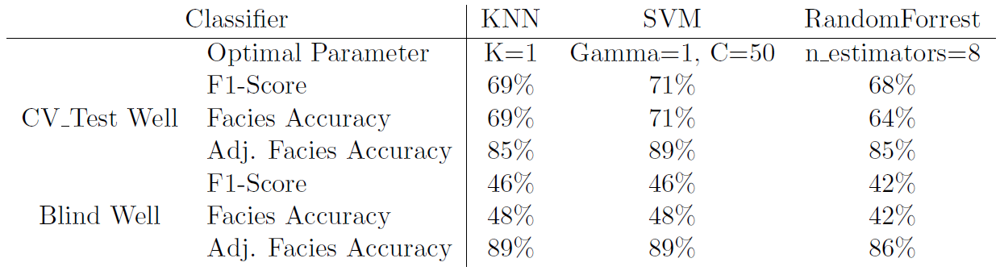 Classifier KNN SVM RandomForrest
Optimal Parameter K=1 Gamma=1, C=50 n_estimators=8
F1-Score 69% 71% 68%
CV_Test Well Facies Accuracy 69% 71% 64%
Adj. Facies Accuracy 85% 89% 85%
F1-Score 46% 46% 42%
Blind Well Facies Accuracy 48% 48% 42%
Adj. Facies Accuracy 89% 89% 86%